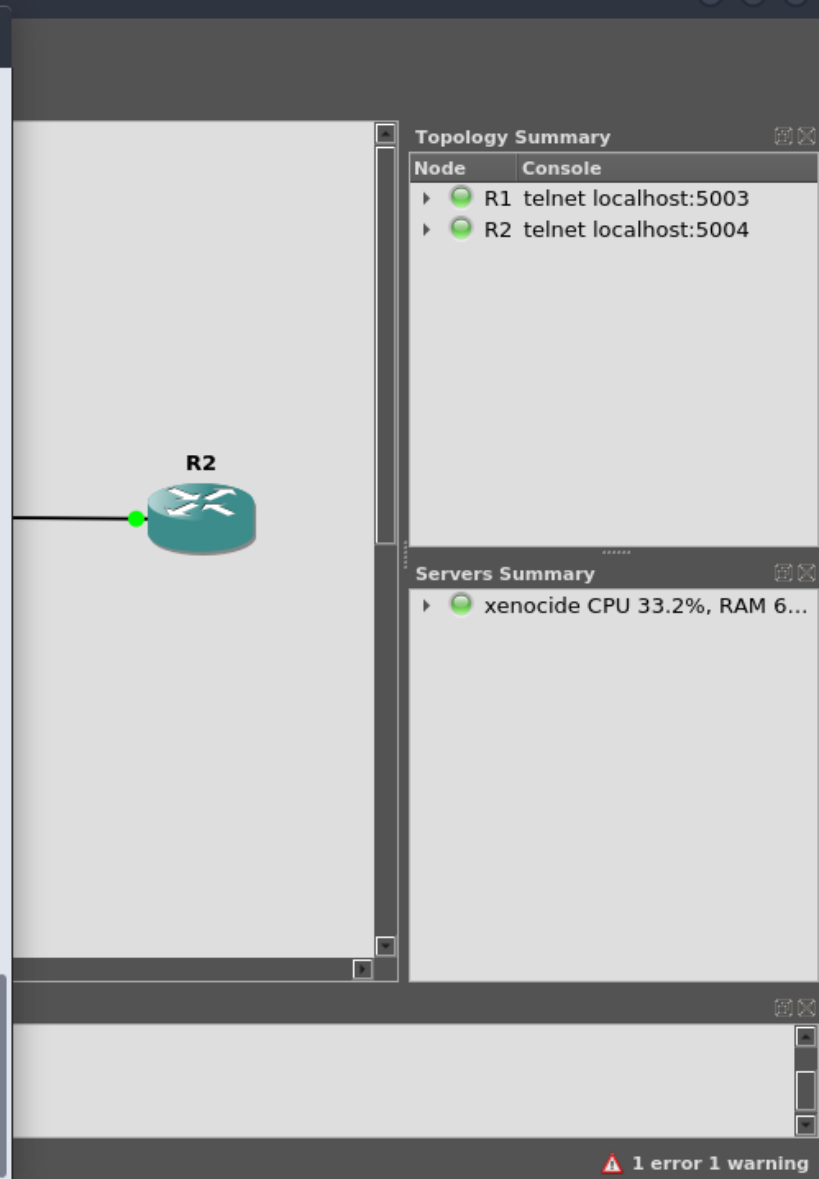 Topology Summary
Node Console
R1 telnet localhost:5003
R2 telnet localhost:5004
R2
Servers Summary
xenocide CPU 33.2%, RAM 6...
1 error 1 warning